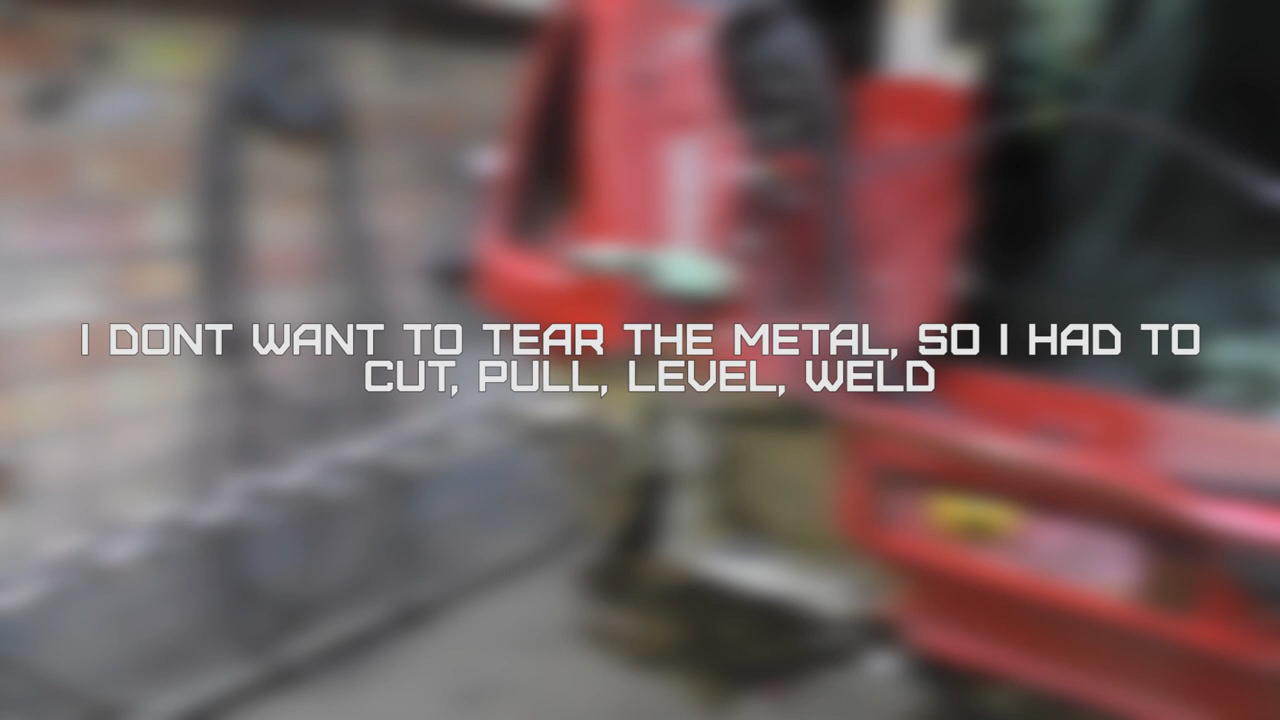 I DONT WANT TO TEAR THE METAL, SO I HAD TO
CUT, PULL, LEVEL, WELD